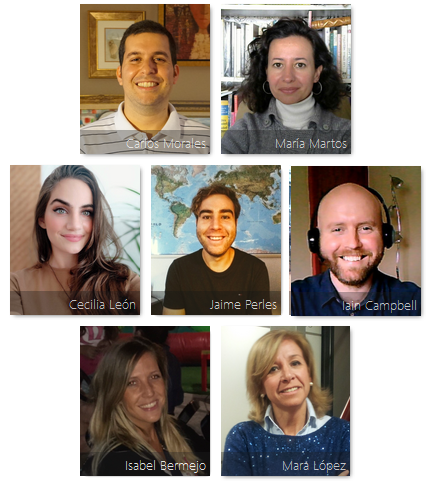 Carlos Morales
María Martos
Cecilia León
Jaime Perles
Iain Campbell
Isabel Bermejo
Mará López